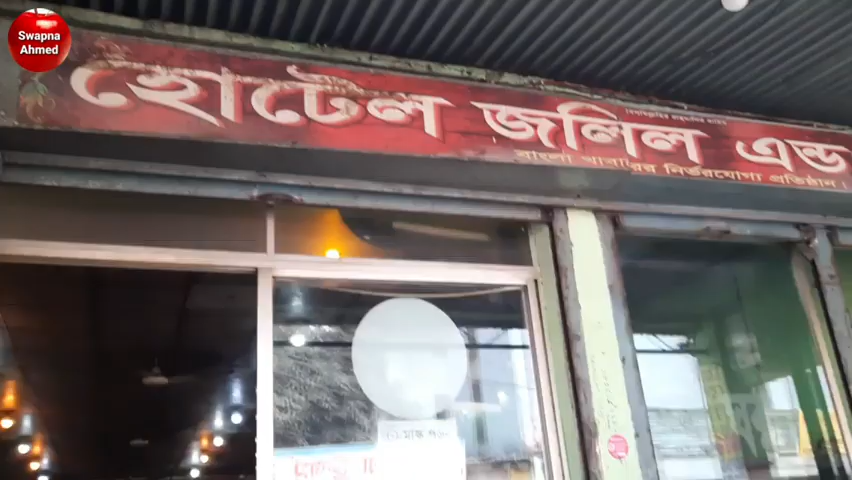 Swapna
Ahmed
হোটেল জলিল এন্ড
বাংলা খাবারের নির্ভরযোগ্য প্রতিষ্ঠান।